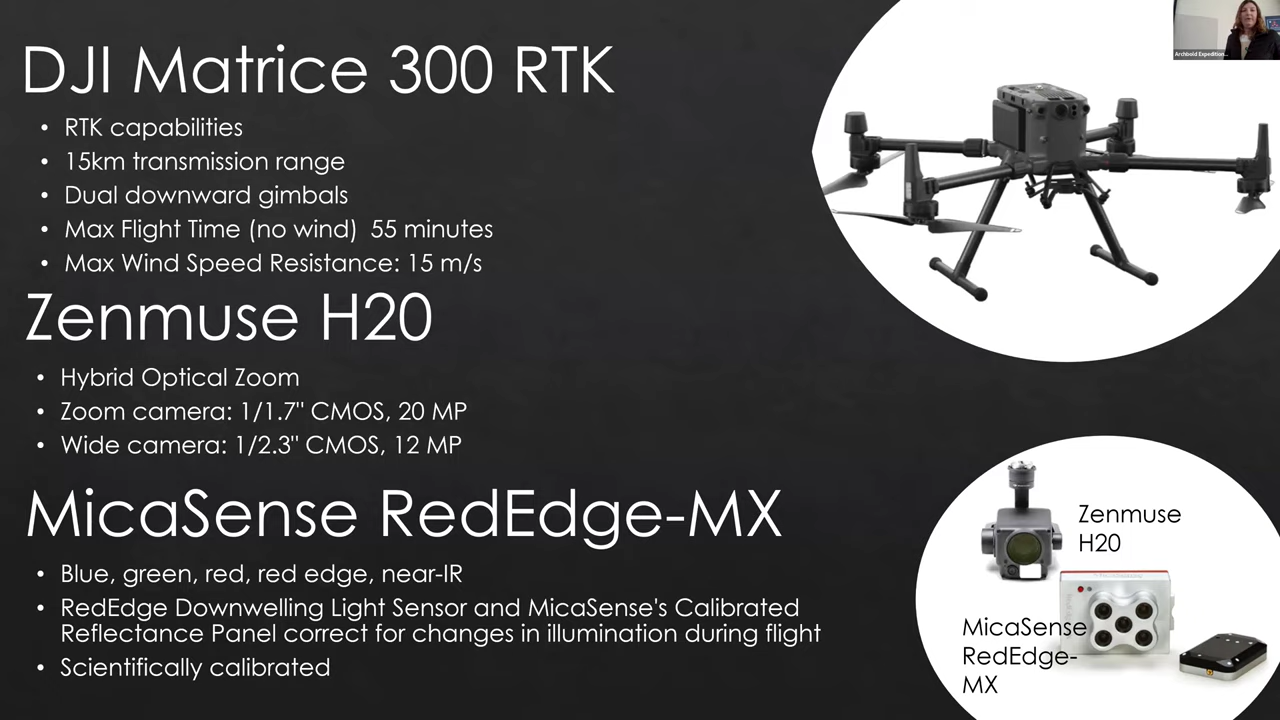 DJI Matrice 300 RTK
• RTK capabilities
• 15km transmission range
• Dual downward gimbals
• Max Flight Time (no wind)  55 minutes
• Max Wind Speed Resistance: 15 m/s
Zenmuse H20
• Hybrid Optical Zoom
• Zoom camera: 1/1.7" CMOS, 20 MP
• Wide camera: 1/2.3" CMOS, 12 MP
MicaSense RedEdge-MX
• Blue, green, red, red edge, near-IR
• RedEdge Downwelling Light Sensor and MicaSense's Calibrated
Reflectance Panel correct for changes in illumination during flight
• Scientifically calibrated
Archbold Expedition...
Zenmuse
H20
MicaSense
RedEdge-
MX